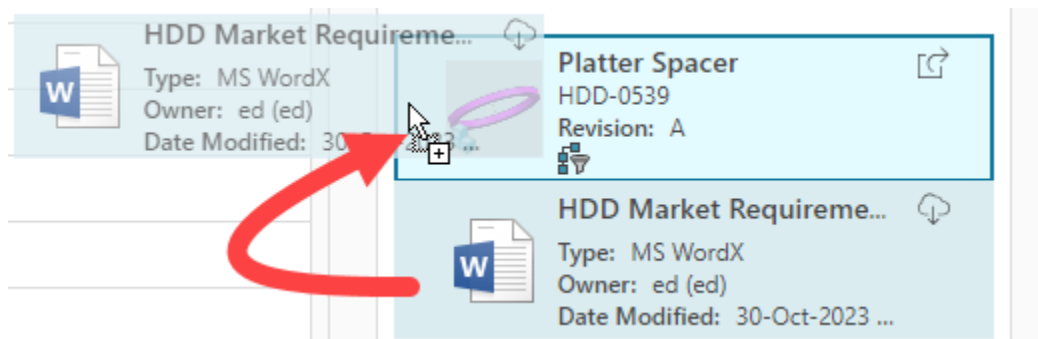 HDD Market Requireme...
Type: MS WordX
Owner: ed (ed)
Date Modified: 30-
Platter Spacer
HDD-0539
Revision: A
HDD Market Requireme...
Type: MS WordX
Owner: ed (ed)
Date Modified: 30-Oct-2023 ...
W
W